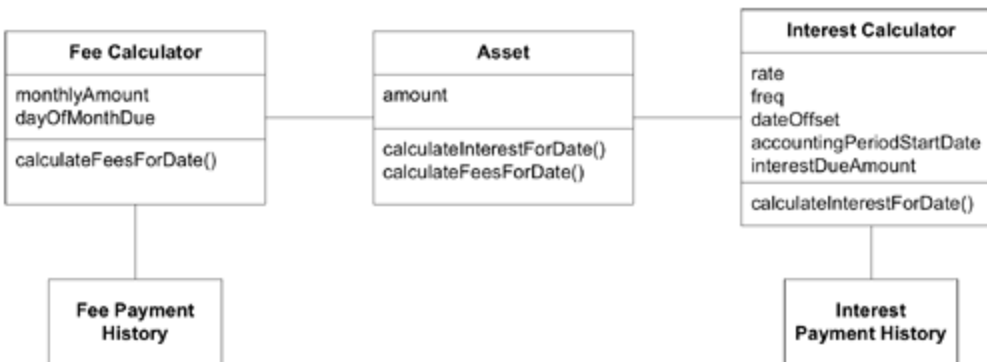 Fee Calculator
monthlyAmount
dayOfMonthDue
calculateFeesForDate()
Asset
amount
calculateInterestForDate()
calculateFeesForDate()
Interest Calculator
rate
freq
dateOffset
accountingPeriodStartDate
interestDueAmount
calculateInterestForDate()
Fee Payment
History
Interest
Payment History